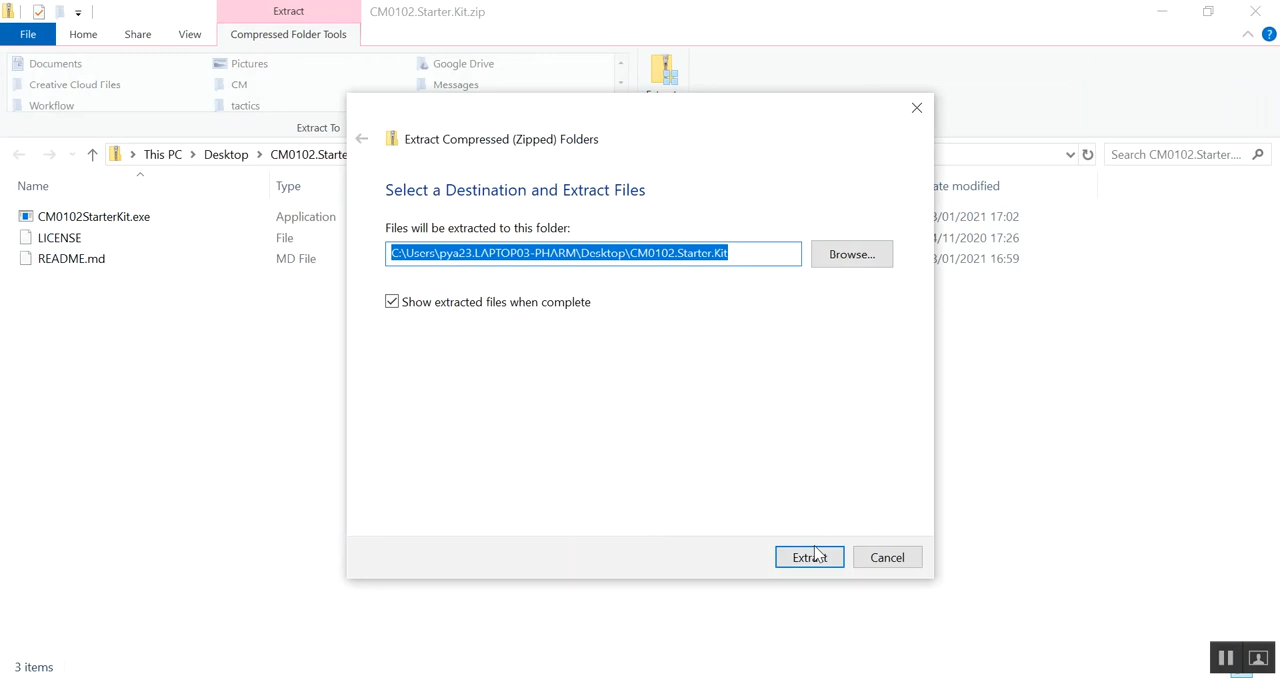 Extract
CM0102.Starter.Kit.zip
File
Home
Share
View
Compressed Folder Tools
?
Documents
Pictures
Google Drive
Creative Cloud Files
CM
Messages
Workflow
tactics
Extract To
Extract Compressed (Zipped) Folders
This PC > Desktop > CM0102.Starte
Search CM0102.Starter....
Name
Type
ate modified
CM0102StarterKit.exe
Application
3/01/2021 17:02
LICENSE
File
/11/2020 17:26
README.md
MD File
3/01/2021 16:59
Select a Destination and Extract Files
Files will be extracted to this folder:
C:\Users\pya23.LAPTOP03-PHARM\Desktop\CM0102.Starter.Kit
Browse...
Show extracted files when complete
Extract
Cancel
3 items